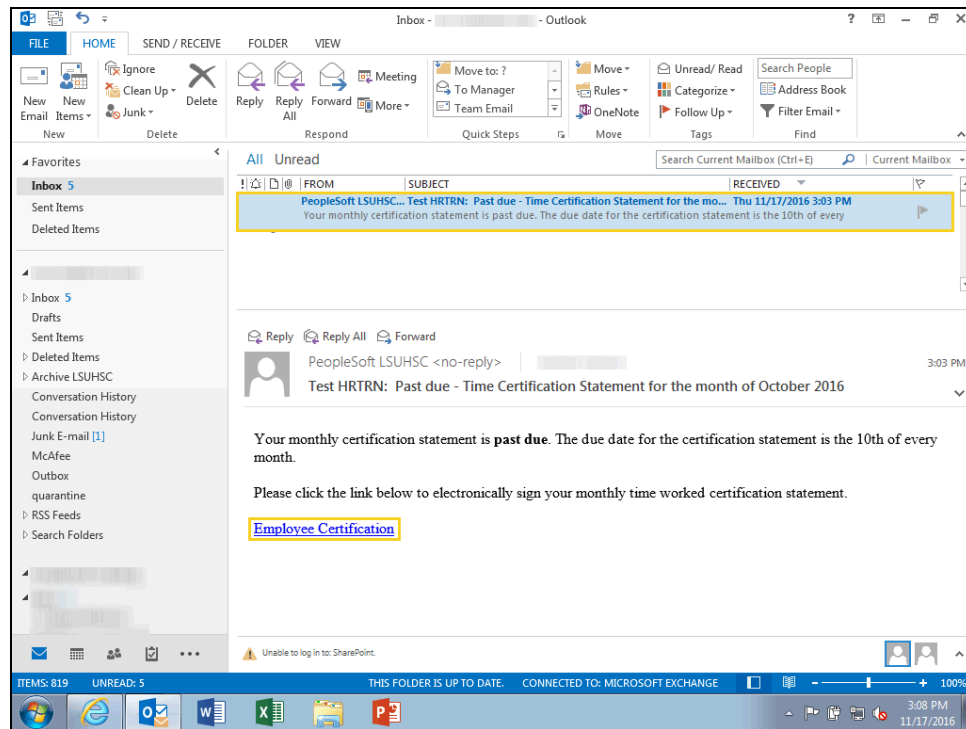 Inbox - - Outlook
FILE HOME SEND / RECEIVE FOLDER VIEW
New Email
New Items
Ignore
Clean Up
Junk
Delete
Reply
Reply All
Forward
Meeting
More
Move to: ?
To Manager
Team Email
Move
Rules
OneNote
Unread/ Read
Categorize
Follow Up
Search People
Address Book
Filter Email
New Delete Respond Quick Steps Move Tags Find
Favorites
Inbox 5
Sent Items
Deleted Items
Inbox 5
Drafts
Sent Items
Deleted Items
Archive LSUHSC
Conversation History
Conversation History
Junk E-mail [1]
McAfee
Outbox
quarantine
RSS Feeds
Search Folders
All Unread
Search Current Mailbox (Ctrl+E) Current Mailbox
! FROM SUBJECT RECEIVED
PeopleSoft LSUHSC... Test HRTRN: Past due - Time Certification Statement for the mo... Thu 11/17/2016 3:03 PM
Your monthly certification statement is past due. The due date for the certification statement is the 10th of every
Reply Reply All Forward
PeopleSoft LSUHSC <no-reply>
3:03 PM
Test HRTRN: Past due - Time Certification Statement for the month of October 2016
Your monthly certification statement is past due. The due date for the certification statement is the 10th of every
month.
Please click the link below to electronically sign your monthly time worked certification statement.
Employee Certification
Unable to log in to: SharePoint.
ITEMS: 819 UNREAD: 5 THIS FOLDER IS UP TO DATE. CONNECTED TO: MICROSOFT EXCHANGE 100%
3:08 PM
11/17/2016